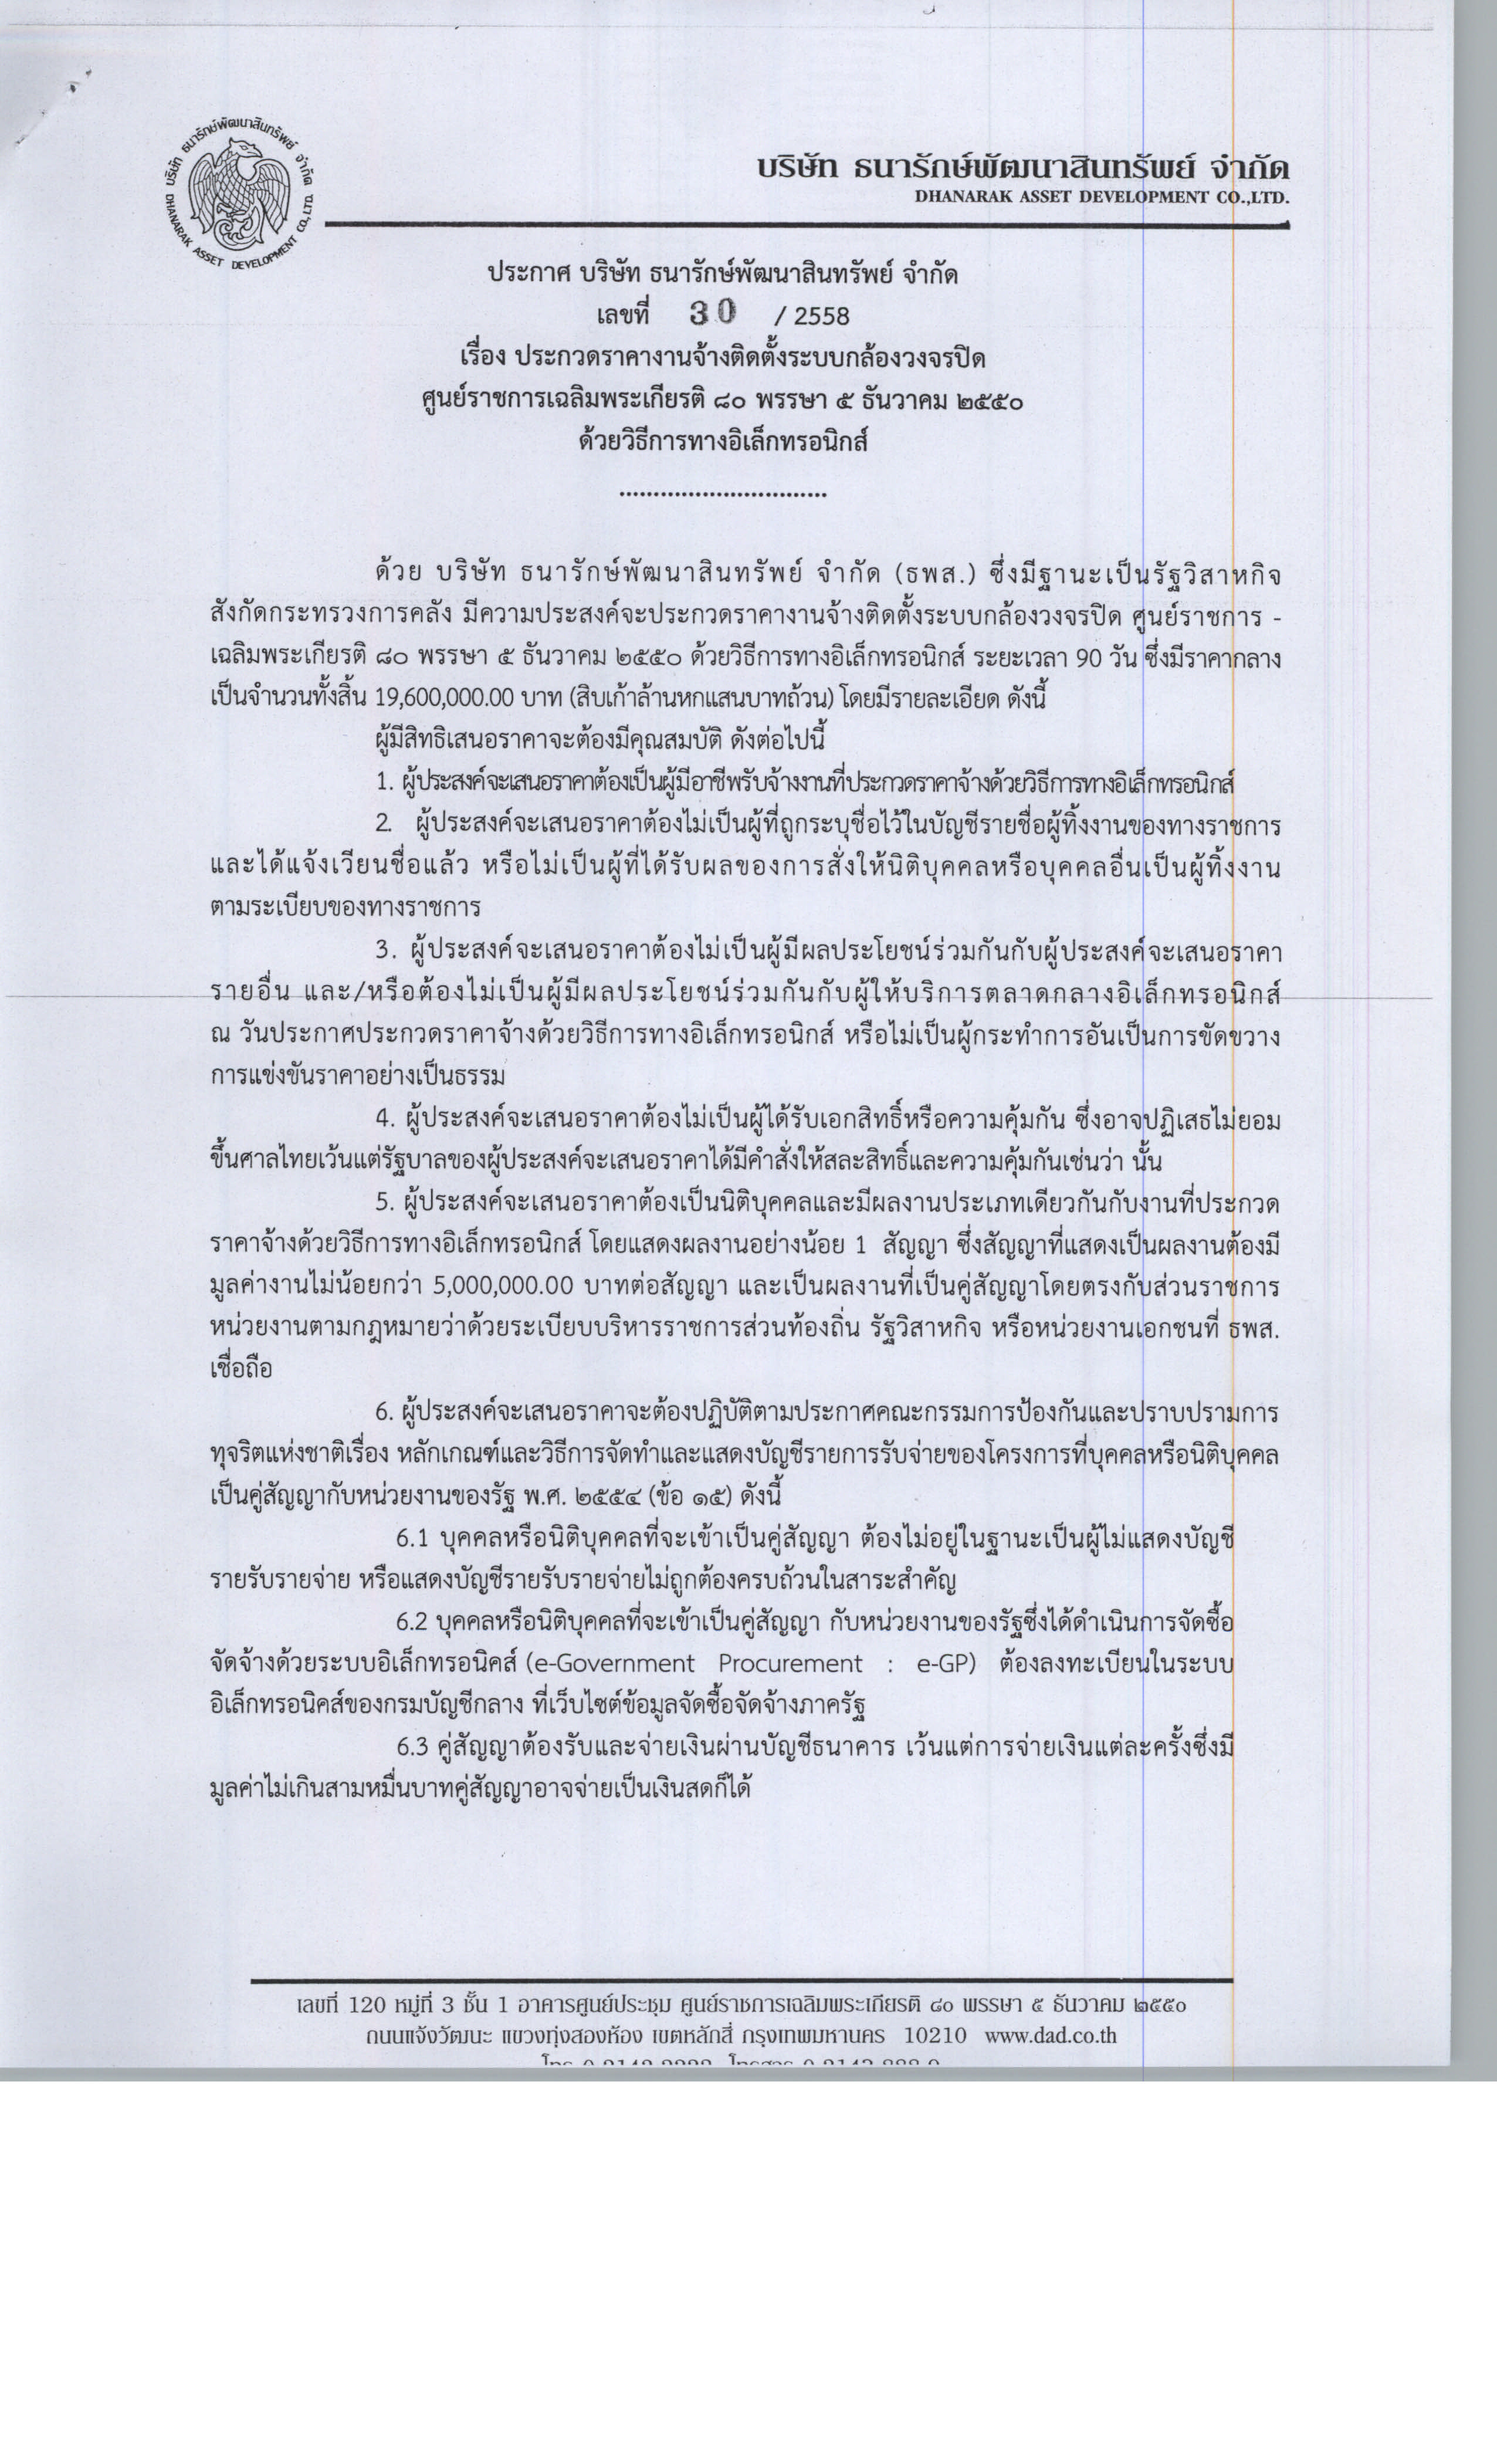 บริษัท ธนารักษ์พัฒนาสินทรัพย์ จำกัด
DHANARAK ASSET DEVELOPMENT CO.,LTD.
บริษัท ธนารักษ์พัฒนาสินทรัพย์ จำกัด
DHANARAK ASSET DEVELOPMENT CO.,LTD.
ประกาศ บริษัท ธนารักษ์พัฒนาสินทรัพย์ จำกัด
เลขที่ 30 / 2558
เรื่อง ประกวดราคางานจ้างติดตั้งระบบกล้องวงจรปิด
ศูนย์ราชการเฉลิมพระเกียรติ ๘๐ พรรษา ๕ ธันวาคม ๒๕๕๐
ด้วยวิธีการทางอิเล็กทรอนิกส์
...............................
ด้วย บริษัท ธนารักษ์พัฒนาสินทรัพย์ จำกัด (ธพส.) ซึ่งมีฐานะเป็นรัฐวิสาหกิจ
สังกัดกระทรวงการคลัง มีความประสงค์จะประกวดราคางานจ้างติดตั้งระบบกล้องวงจรปิด ศูนย์ราชการ -
เฉลิมพระเกียรติ ๘๐ พรรษา ๕ ธันวาคม ๒๕๕๐ ด้วยวิธีการทางอิเล็กทรอนิกส์ ระยะเวลา 90 วัน ซึ่งมีราคากลาง
เป็นจำนวนทั้งสิ้น 19,600,000.00 บาท (สิบเก้าล้านหกแสนบาทถ้วน) โดยมีรายละเอียด ดังนี้
ผู้มีสิทธิเสนอราคาจะต้องมีคุณสมบัติ ดังต่อไปนี้
1. ผู้ประสงค์จะเสนอราคาต้องเป็นผู้มีอาชีพรับจ้างงานที่ประกวดราคาจ้างด้วยวิธีการทางอิเล็กทรอนิกส์
2. ผู้ประสงค์จะเสนอราคาต้องไม่เป็นผู้ที่ถูกระบุชื่อไว้ในบัญชีรายชื่อผู้ทิ้งงานของทางราชการ
และได้แจ้งเวียนชื่อแล้ว หรือไม่เป็นผู้ที่ได้รับผลของการสั่งให้นิติบุคคลหรือบุคคลอื่นเป็นผู้ทิ้งงาน
ตามระเบียบของทางราชการ
3. ผู้ประสงค์จะเสนอราคาต้องไม่เป็นผู้มีผลประโยชน์ร่วมกันกับผู้ประสงค์จะเสนอราคา
รายอื่น และ/หรือต้องไม่เป็นผู้มีผลประโยชน์ร่วมกันกับผู้ให้บริการตลาดกลางอิเล็กทรอนิกส์
ณ วันประกาศประกวดราคาจ้างด้วยวิธีการทางอิเล็กทรอนิกส์ หรือไม่เป็นผู้กระทำการอันเป็นการขัดขวาง
การแข่งขันราคาอย่างเป็นธรรม
4. ผู้ประสงค์จะเสนอราคาต้องไม่เป็นผู้ได้รับเอกสิทธิ์หรือความคุ้มกัน ซึ่งอาจปฏิเสธไม่ยอม
ขึ้นศาลไทยเว้นแต่รัฐบาลของผู้ประสงค์จะเสนอราคาได้มีคำสั่งให้สละสิทธิ์และความคุ้มกันเช่นว่า นั้น
5. ผู้ประสงค์จะเสนอราคาต้องเป็นนิติบุคคลและมีผลงานประเภทเดียวกันกับงานที่ประกวด
ราคาจ้างด้วยวิธีการทางอิเล็กทรอนิกส์ โดยแสดงผลงานอย่างน้อย 1 สัญญา ซึ่งสัญญาที่แสดงเป็นผลงานต้องมี
มูลค่างานไม่น้อยกว่า 5,000,000.00 บาทต่อสัญญา และเป็นผลงานที่เป็นคู่สัญญาโดยตรงกับส่วนราชการ
หน่วยงานตามกฎหมายว่าด้วยระเบียบบริหารราชการส่วนท้องถิ่น รัฐวิสาหกิจ หรือหน่วยงานเอกชนที่ ธพส.
เชื่อถือ
6. ผู้ประสงค์จะเสนอราคาจะต้องปฏิบัติตามประกาศคณะกรรมการป้องกันและปราบปรามการ
ทุจริตแห่งชาติเรื่อง หลักเกณฑ์และวิธีการจัดทำและแสดงบัญชีรายการรับจ่ายของโครงการที่บุคคลหรือนิติบุคคล
เป็นคู่สัญญากับหน่วยงานของรัฐ พ.ศ. ๒๕๕๔ (ข้อ ๑๕) ดังนี้
6.1 บุคคลหรือนิติบุคคลที่จะเข้าเป็นคู่สัญญา ต้องไม่อยู่ในฐานะเป็นผู้ไม่แสดงบัญชี
รายรับรายจ่าย หรือแสดงบัญชีรายรับรายจ่ายไม่ถูกต้องครบถ้วนในสาระสำคัญ
6.2 บุคคลหรือนิติบุคคลที่จะเข้าเป็นคู่สัญญา กับหน่วยงานของรัฐซึ่งได้ดำเนินการจัดซื้อ
จัดจ้างด้วยระบบอิเล็กทรอนิคส์ (e-Government Procurement : e-GP) ต้องลงทะเบียนในระบบ
อิเล็กทรอนิคส์ของกรมบัญชีกลาง ที่เว็บไซต์ข้อมูลจัดซื้อจัดจ้างภาครัฐ
6.3 คู่สัญญาต้องรับและจ่ายเงินผ่านบัญชีธนาคาร เว้นแต่การจ่ายเงินแต่ละครั้งซึ่งมี
มูลค่าไม่เกินสามหมื่นบาทคู่สัญญาอาจจ่ายเป็นเงินสดก็ได้
เลขที่ 120 หมู่ที่ 3 ชั้น 1 อาคารศูนย์ประชุม ศูนย์ราชการเฉลิมพระเกียรติ ๘๐ พรรษา ๕ ธันวาคม ๒๕๕๐
ถนนแจ้งวัฒนะ แขวงทุ่งสองห้อง เขตหลักสี่ กรุงเทพมหานคร 10210 www.dad.co.th